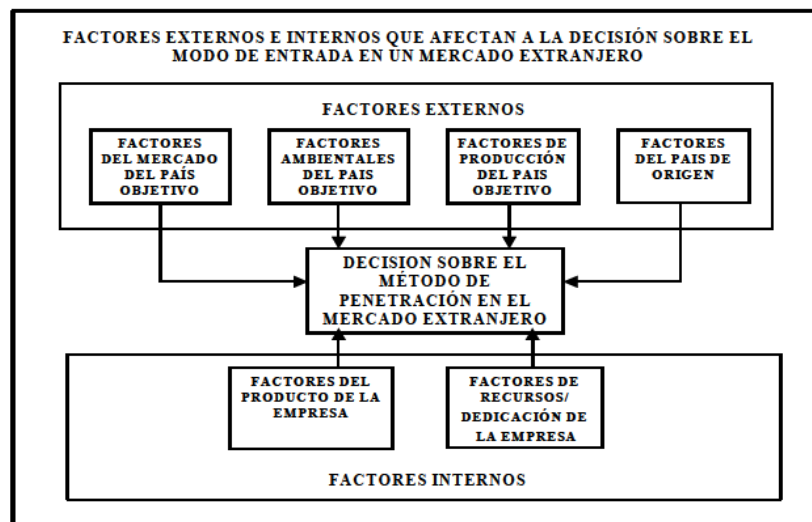 FACTORES EXTERNOS E INTERNOS QUE AFECTAN A LA DECISIÓN SOBRE EL
MODO DE ENTRADA EN UN MERCADO EXTRANJERO
FACTORES EXTERNOS
FACTORES
DEL MERCADO
DEL PAÍS
OBJETIVO
FACTORES
AMBIENTALES
DEL PAIS
OBJETIVO
FACTORES DE
PRODUCCIÓN
DEL PAIS
OBJETIVO
FACTORES
DEL PAIS DE
ORIGEN
DECISION SOBRE EL
MÉTODO DE
PENETRACIÓN EN EL
MERCADO EXTRANJERO
FACTORES DEL
PRODUCTO DE LA
EMPRESA
FACTORES DE
RECURSOS/
DEDICACIÓN DE
LA EMPRESA
FACTORES INTERNOS